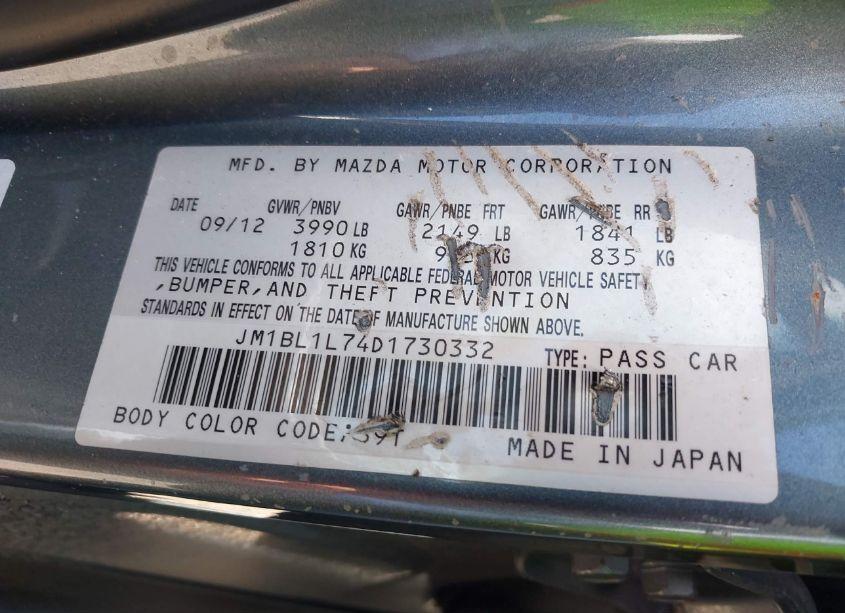 MFD. BY MAZDA MOTOR CORPORATION
DATE GVWR/PNBV GAWR/PNBE FRT GAWR/PNBE RR
09/12 3990 LB 2149 LB 1841 LB
1810 KG KG 835 KG
THIS VEHICLE CONFORMS TO ALL APPLICABLE FEDERAL MOTOR VEHICLE SAFETY
,BUMPER,AND THEFT PREVENTION
STANDARDS IN EFFECT ON THE DATE OF MANUFACTURE SHOWN ABOVE.
JM1BL1L74D1730332 TYPE: PASS CAR
BODY COLOR CODE:
MADE IN JAPAN